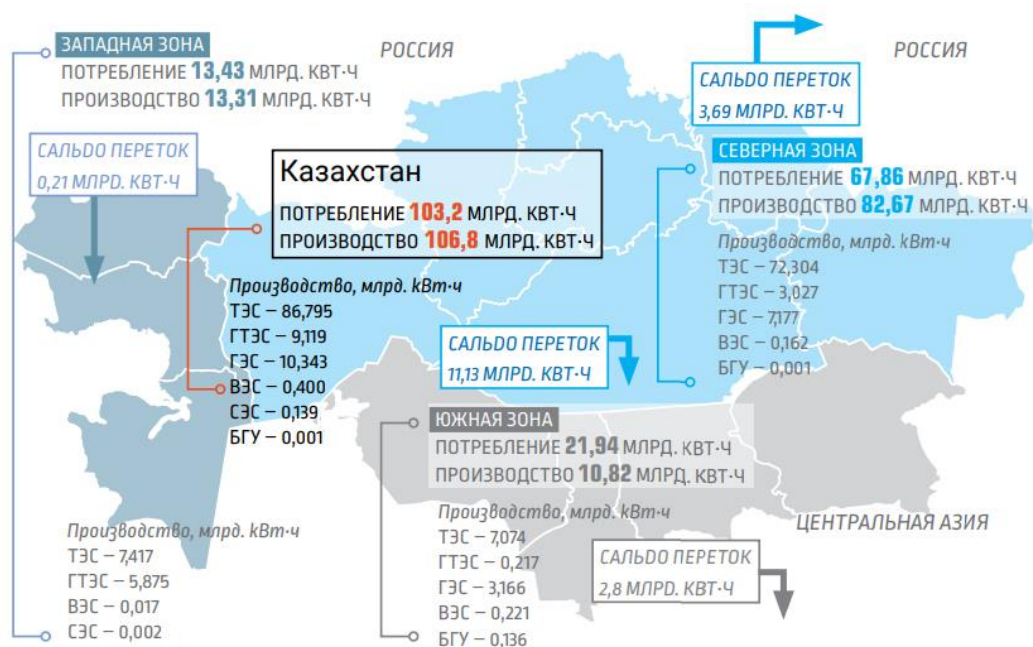 ЗАПАДНАЯ ЗОНА
ПОТРЕБЛЕНИЕ 13,43 МЛРД. КВТ·Ч
ПРОИЗВОДСТВО 13,31 МЛРД. КВТ·Ч
РОССИЯ
РОССИЯ
САЛЬДО ПЕРЕТОК
3,69 МЛРД. КВТ·Ч
САЛЬДО ПЕРЕТОК
0,21 МЛРД. КВТ·Ч
Казахстан
ПОТРЕБЛЕНИЕ 103,2 МЛРД. КВТ·Ч
ПРОИЗВОДСТВО 106,8 МЛРД. КВТ·Ч
СЕВЕРНАЯ ЗОНА
ПОТРЕБЛЕНИЕ 67,86 МЛРД. КВТ·Ч
ПРОИЗВОДСТВО 82,67 МЛРД. КВТ·Ч
Производство, млрд. кВт·ч
ТЭС – 72,304
ГТЭС – 3,027
ГЭС – 7,177
ВЭС – 0,162
БГУ – 0,001
Производство, млрд. кВт·ч
ТЭС – 86,795
ГТЭС – 9,119
ГЭС – 10,343
ВЭС – 0,400
СЭС – 0,139
БГУ – 0,001
САЛЬДО ПЕРЕТОК
11,13 МЛРД. КВТ·Ч
ЮЖНАЯ ЗОНА
ПОТРЕБЛЕНИЕ 21,94 МЛРД. КВТ·Ч
ПРОИЗВОДСТВО 10,82 МЛРД. КВТ·Ч
Производство, млрд. кВт·ч
ТЭС – 7,074
ГТЭС – 0,217
ГЭС – 3,166
ВЭС – 0,221
БГУ – 0,136
ЦЕНТРАЛЬНАЯ АЗИЯ
САЛЬДО ПЕРЕТОК
2,8 МЛРД. КВТ·Ч
Производство, млрд. кВт·ч
ТЭС – 7,417
ГТЭС – 5,875
ВЭС – 0,017
СЭС – 0,002